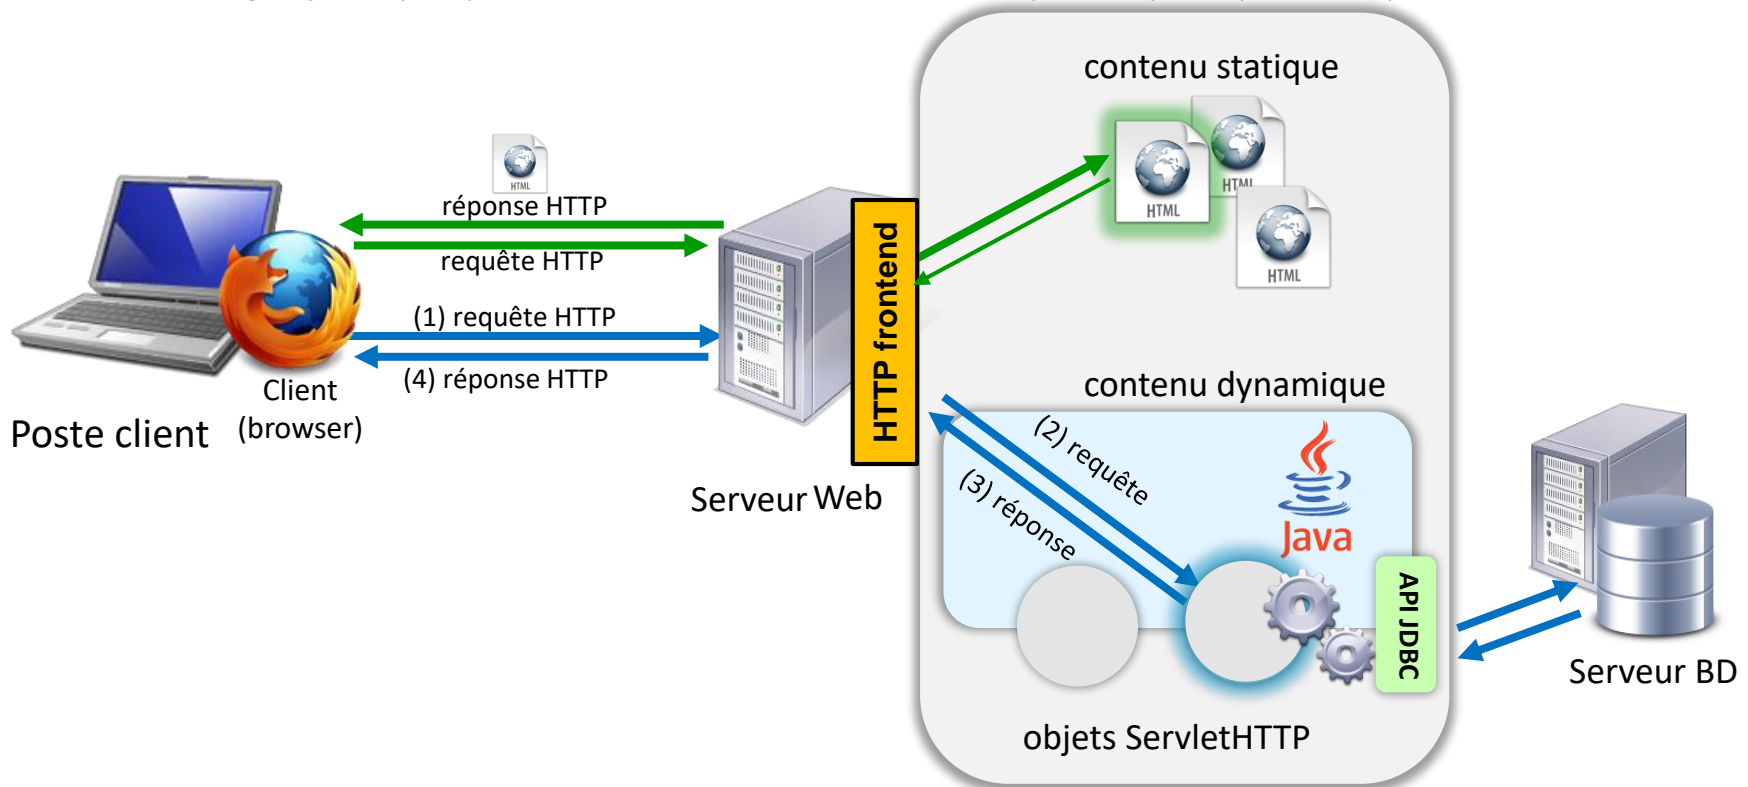 contenu statique
HTML
HTML
HTML
HTML
réponse HTTP
requête HTTP
(1) requête HTTP
(4) réponse HTTP
Client
(browser)
Poste client
Serveur Web
HTTP frontend
contenu dynamique
(2) requête
(3) réponse
Java
API JDBC
Serveur BD
objets ServletHTTP